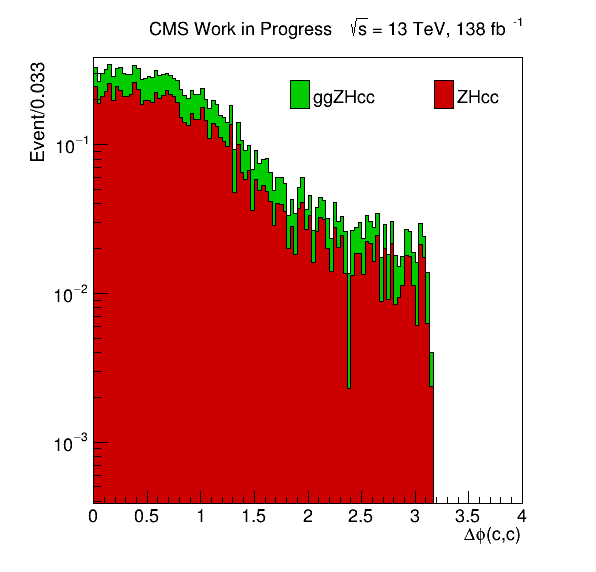 CMS Work in Progress √s = 13 TeV, 138 fb⁻¹
Event/0.033
ggZHcc ZHcc
10⁻¹
10⁻²
10⁻³
0 0.5 1 1.5 2 2.5 3 3.5 4
Δϕ(c,c)